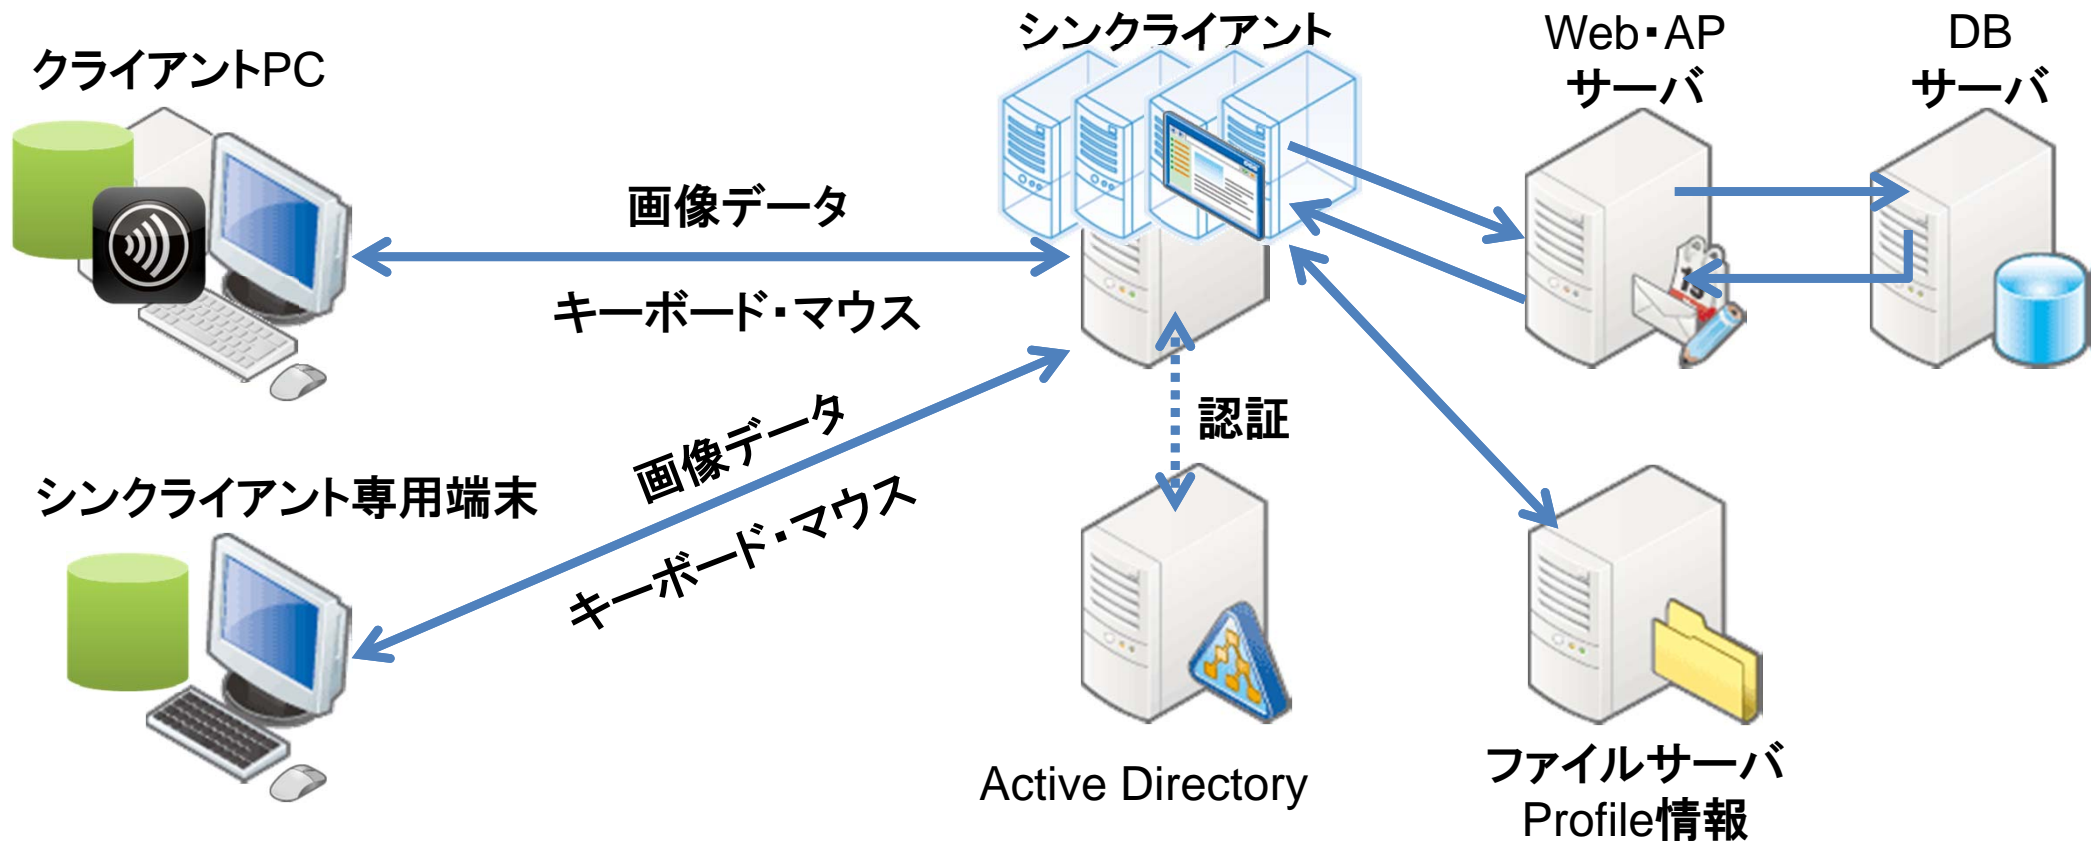 クライアントPC
シンクライアント
Web・AP
サーバ
DB
サーバ
画像データ
キーボード・マウス
画像データ
キーボード・マウス
認証
シンクライアント専用端末
Active Directory
ファイルサーバ
Profile情報